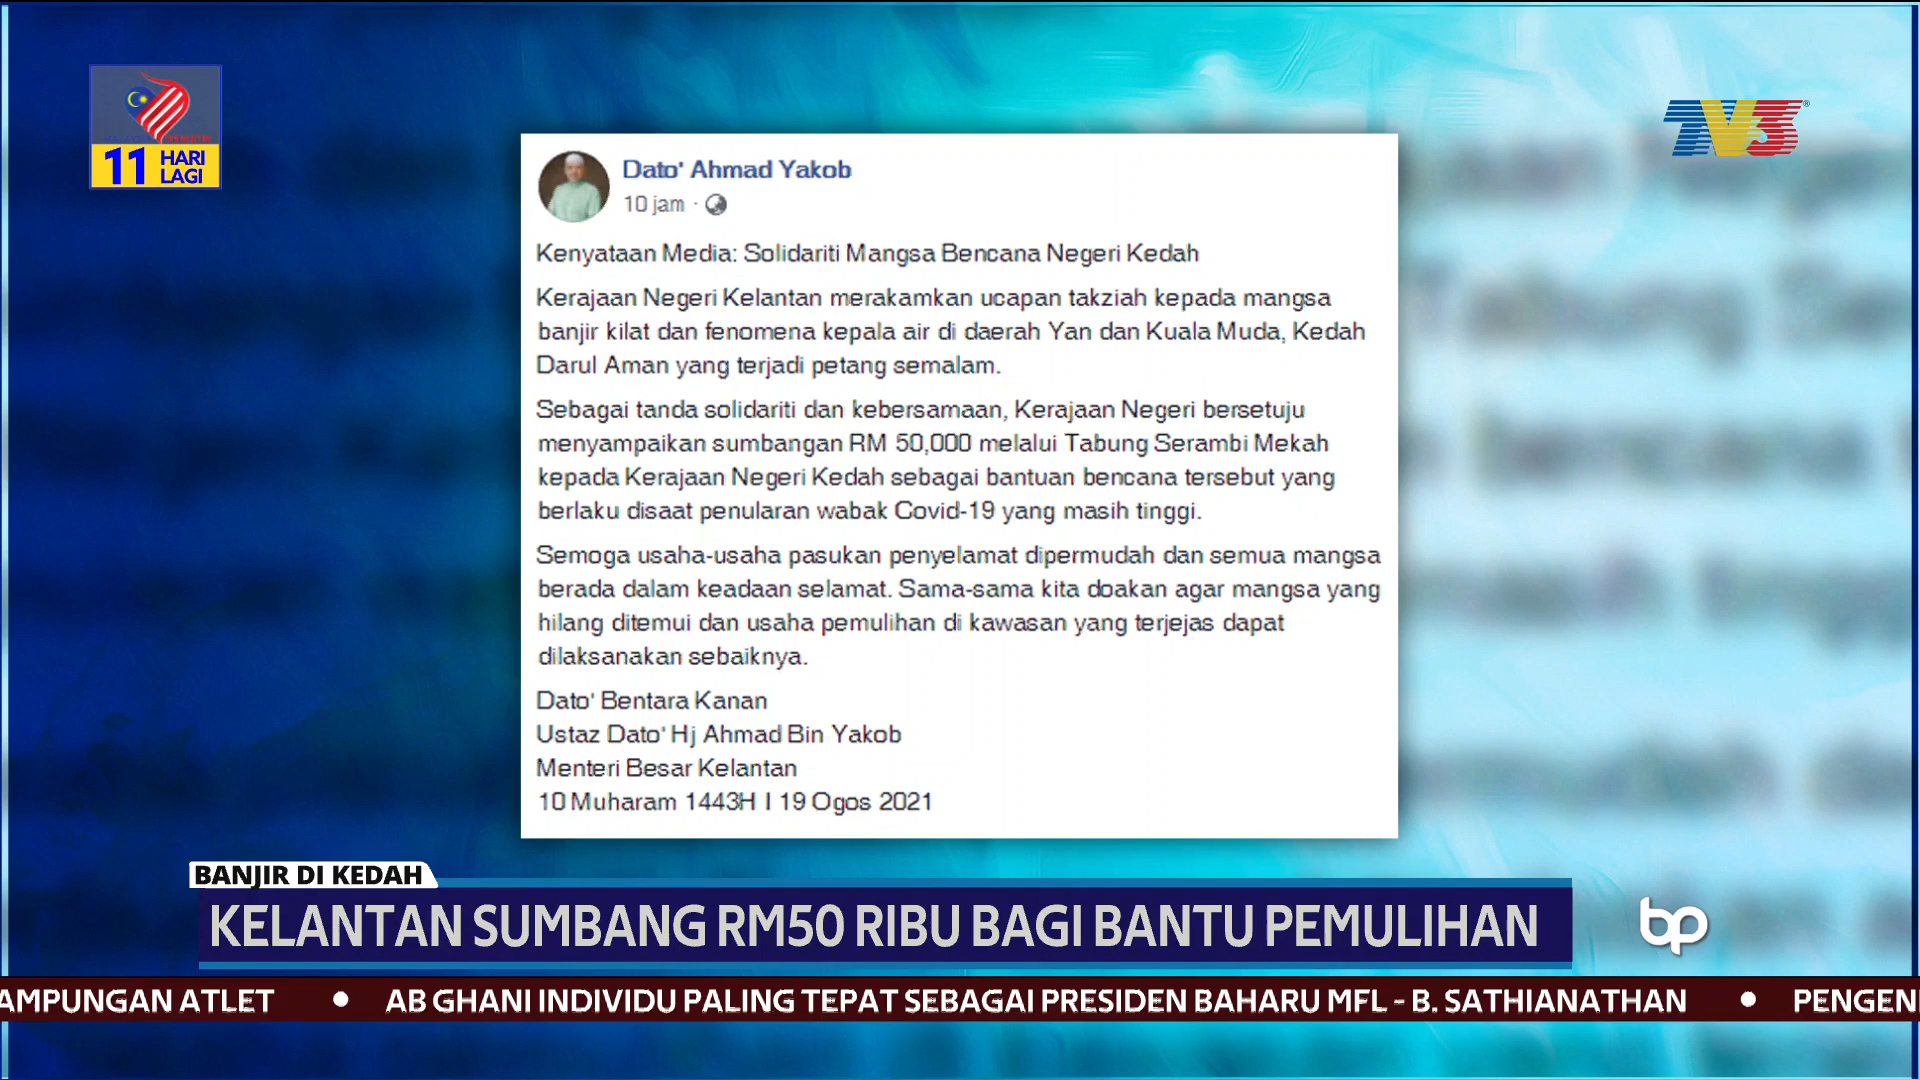 11 HARI
LAGI
TV3
Dato' Ahmad Yakob
10 jam ·
Kenyataan Media: Solidariti Mangsa Bencana Negeri Kedah
Kerajaan Negeri Kelantan merakamkan ucapan takziah kepada mangsa
banjir kilat dan fenomena kepala air di daerah Yan dan Kuala Muda, Kedah
Darul Aman yang terjadi petang semalam.
Sebagai tanda solidariti dan kebersamaan, Kerajaan Negeri bersetuju
menyampaikan sumbangan RM 50,000 melalui Tabung Serambi Mekah
kepada Kerajaan Negeri Kedah sebagai bantuan bencana tersebut yang
berlaku disaat penularan wabak Covid-19 yang masih tinggi.
Semoga usaha-usaha pasukan penyelamat dipermudah dan semua mangsa
berada dalam keadaan selamat. Sama-sama kita doakan agar mangsa yang
hilang ditemui dan usaha pemulihan di kawasan yang terjejas dapat
dilaksanakan sebaiknya.
Dato' Bentara Kanan
Ustaz Dato' Hj Ahmad Bin Yakob
Menteri Besar Kelantan
10 Muharam 1443H I 19 Ogos 2021
BANJIR DI KEDAH
KELANTAN SUMBANG RM50 RIBU BAGI BANTU PEMULIHAN
bp
AMPUNGAN ATLET • AB GHANI INDIVIDU PALING TEPAT SEBAGAI PRESIDEN BAHARU MFL - B. SATHIANATHAN • PENGEN